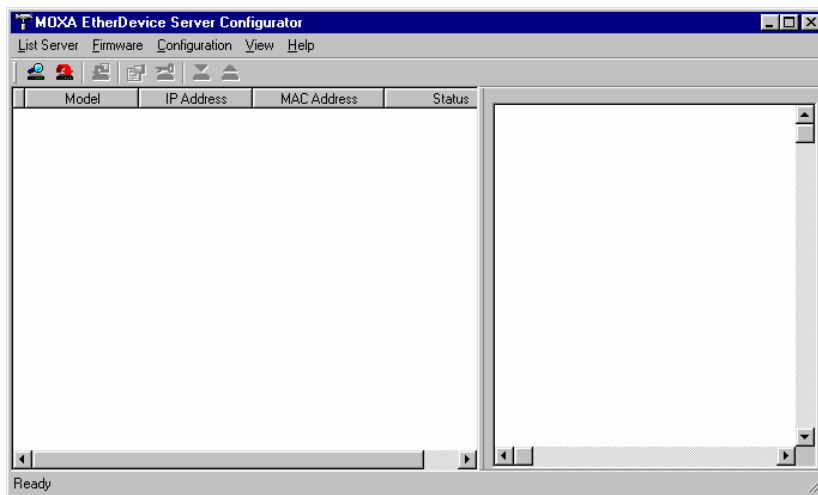 MOXA EtherDevice Server Configurator
List Server Firmware Configuration View Help
Model IP Address MAC Address Status
Ready